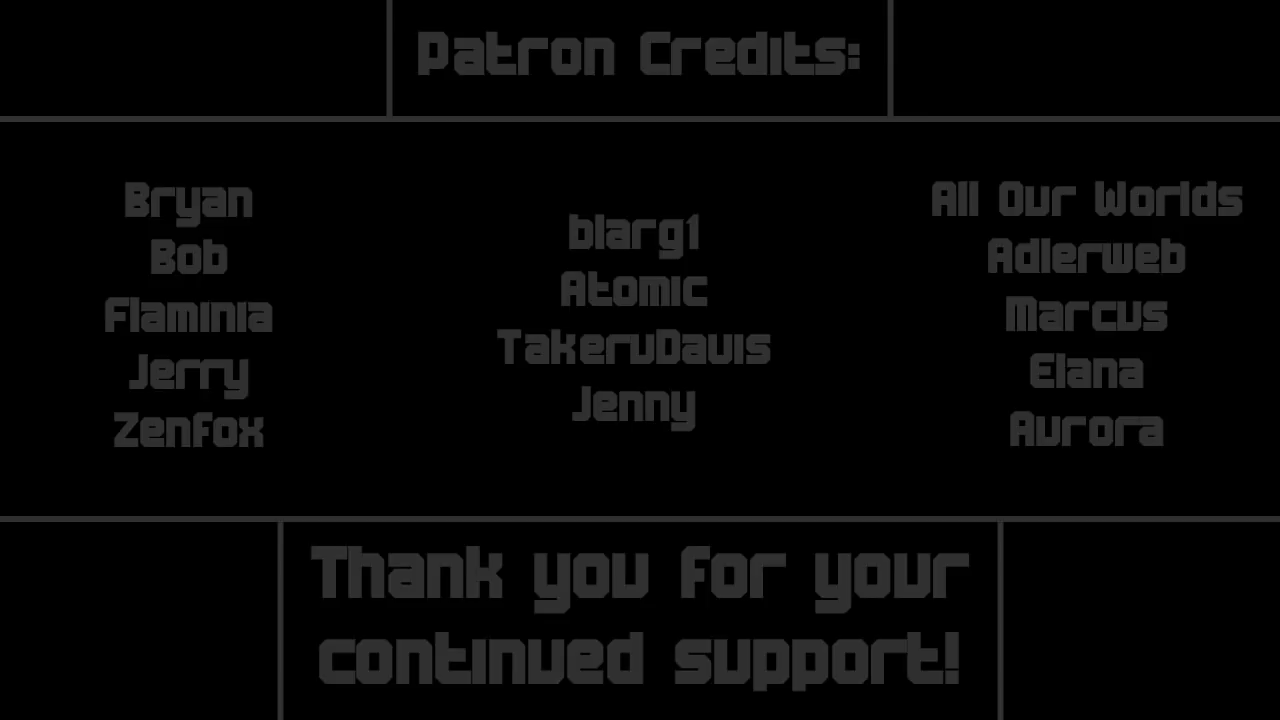 Patron Credits:
Bryan
Bob
Flaminia
Jerry
Zenfox
blarg1
Atomic
TakeruDavis
Jenny
All Our Worlds
Adlerweb
Marcus
Elana
Aurora
Thank you for your
continued support!